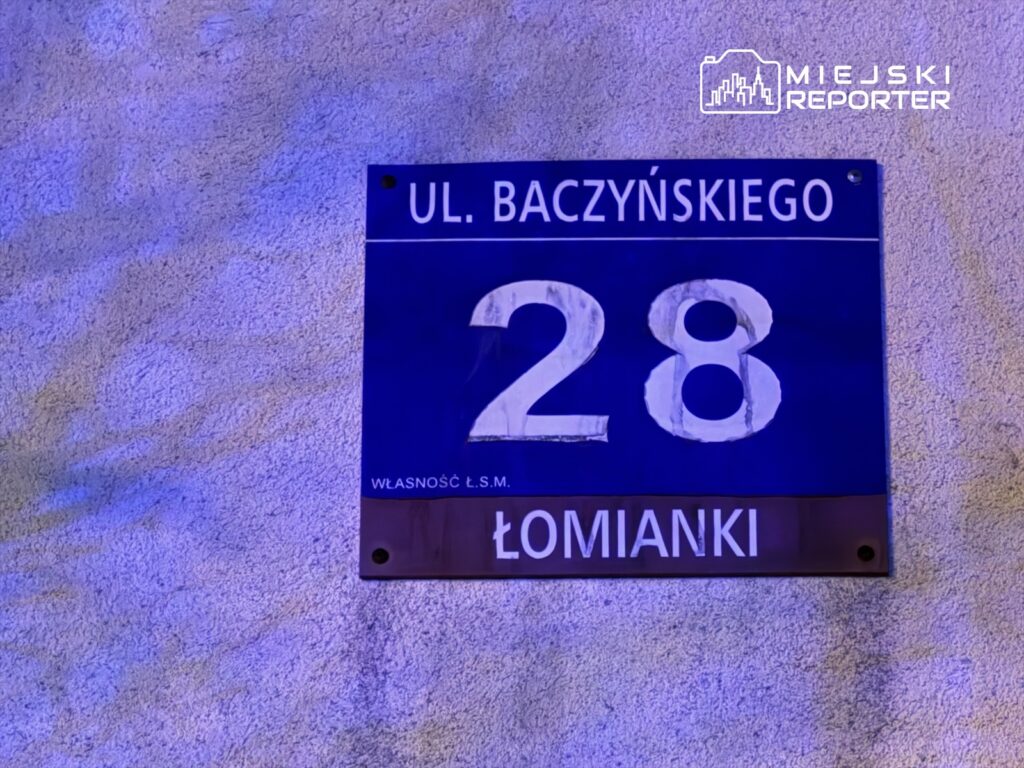 MIEJSKI
REPORTER
UL. BACZYŃSKIEGO
28
WŁASNOŚĆ Ł.S.M.
ŁOMIANKI